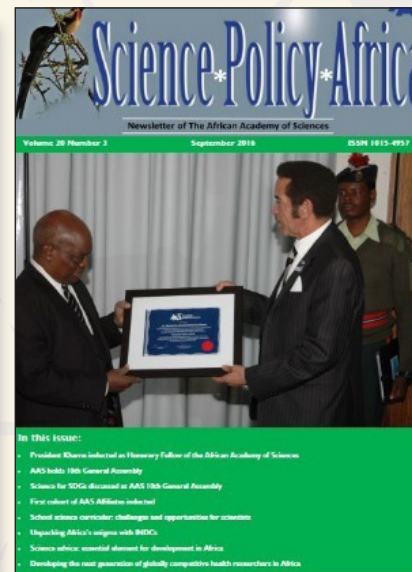 Science*Policy*Africa
Newsletter of The African Academy of Sciences
Volume 20 Number 3 September 2016 ISSN 1015-4957
AAS
In this issue:
President Khama inducted as Honorary Fellow of the African Academy of Sciences
AAS holds 10th General Assembly
Science for SDGs discussed at AAS 10th General Assembly
First cohort of AAS Affiliates inducted
School science curricular: challenges and opportunities for scientists
Unpacking Africa's enigma with INDCs
Science advice: essential element for development in Africa
Developing the next generation of globally competitive health researchers in Africa